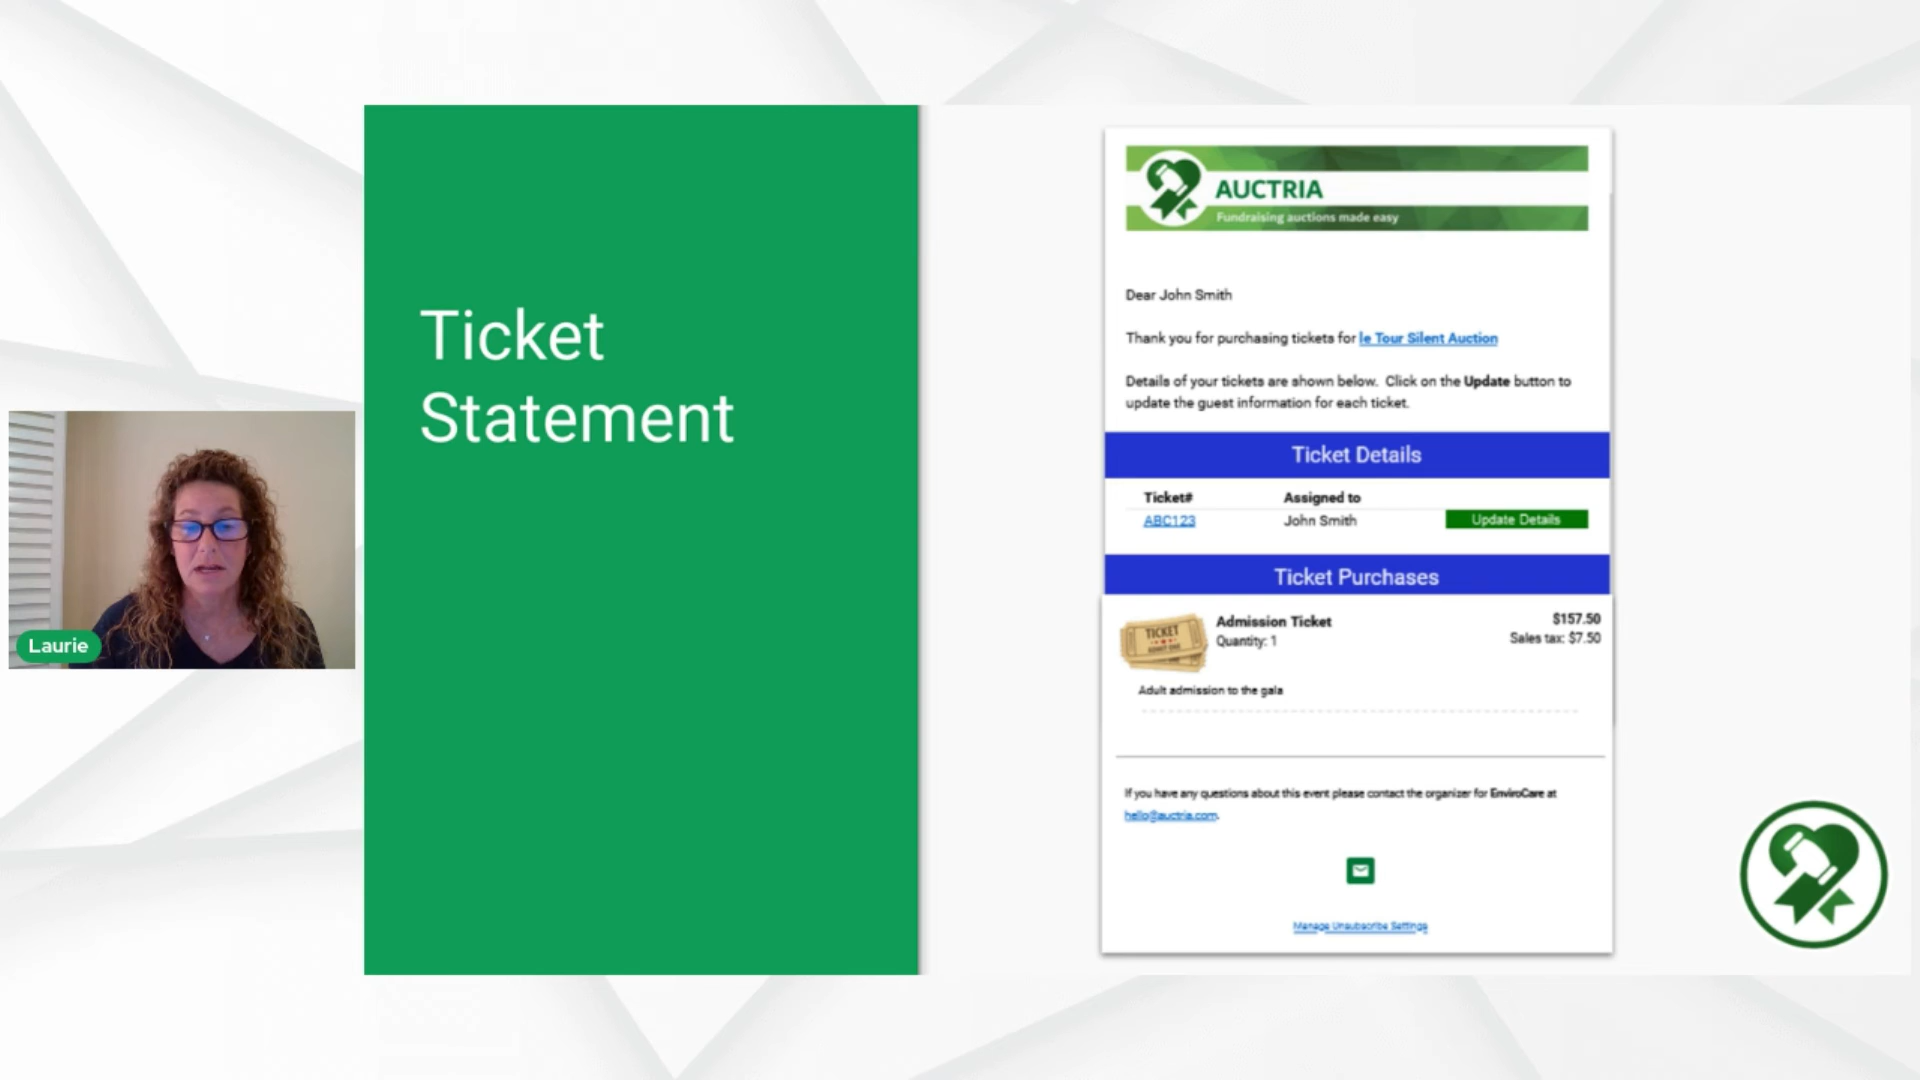 Ticket
Statement
Laurie
AUCTRIA
Fundraising auctions made easy
Dear John Smith
Thank you for purchasing tickets for le Tour Silent Auction
Details of your tickets are shown below. Click on the Update button to
update the guest information for each ticket.
Ticket Details
Ticket# Assigned to
ABC123 John Smith Update Details
Ticket Purchases
TICKET
Admission Ticket $157.50
Quantity: 1 Sales tax: $7.50
Adult admission to the gala
If you have any questions about this event please contact the organizer for EnviroCare at
hello@auctria.com.
Manage Unsubscribe Settings